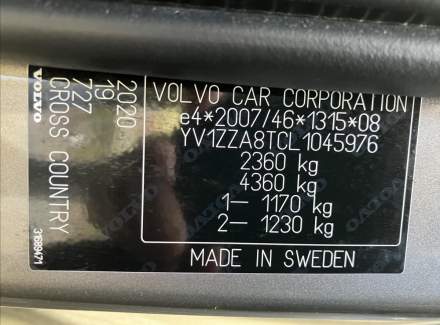 VOLVO CAR CORPORATION
e4*2007/46*1315*08
YV1ZZA8TCL1045976
2360 kg
4360 kg
1– 1170 kg
2– 1230 kg
MADE IN SWEDEN
2020
19
727
CROSS COUNTRY
VOLVO
31689471